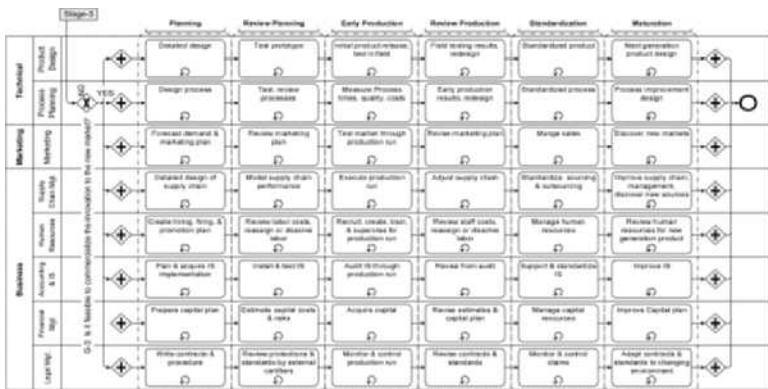 Stage-3
Planning
Review Planning
Early Production
Review Production
Standardization
Maturation
Technical
Product Design
Detailed design
Test prototype
Initial product release, test in field
Field testing results, redesign
Standardized product
Next generation product design
NO
YES
Process Planning
Design process
Test, review processes
Measure Process times, quality, costs
Early production results, redesign
Standardized process
Process improvement design
Marketing
Marketing
Forecast demand & marketing plan
Review marketing plan
Test market through production run
Revise marketing plan
Mange sales
Discover new markets
G-3: Is it feasible to commercialize the innovation to the new market?
Business
Supply Chain Mgt.
Detailed design of supply chain
Model supply chain performance
Execute production run
Adjust supply chain
Standardize sourcing & outsourcing
Improve supply chain management, discover new sources
Human Resources
Create hiring, firing, & promotion plan
Review labor costs, reassign or dissolve labor
Recruit, create, train, & supervise for production run
Review staff costs, reassign or dissolve labor
Manage human resources
Review human resources for new generation product
Accounting & IS
Plan & acquire IS implementation
Install & test IS
Audit IS through production run
Revise from audit
Support & standardize IS
Improve IS
Financial Mgt.
Prepare capital plan
Estimate capital costs & risks
Acquire capital
Revise estimates & capital plan
Manage capital resources
Improve Capital plan
Legal Mgt.
Write contracts & procedure
Review protections & standards by external certifiers
Monitor & control production run
Revise contracts & standards
Monitor & control claims
Adapt contracts & standards to changing environment